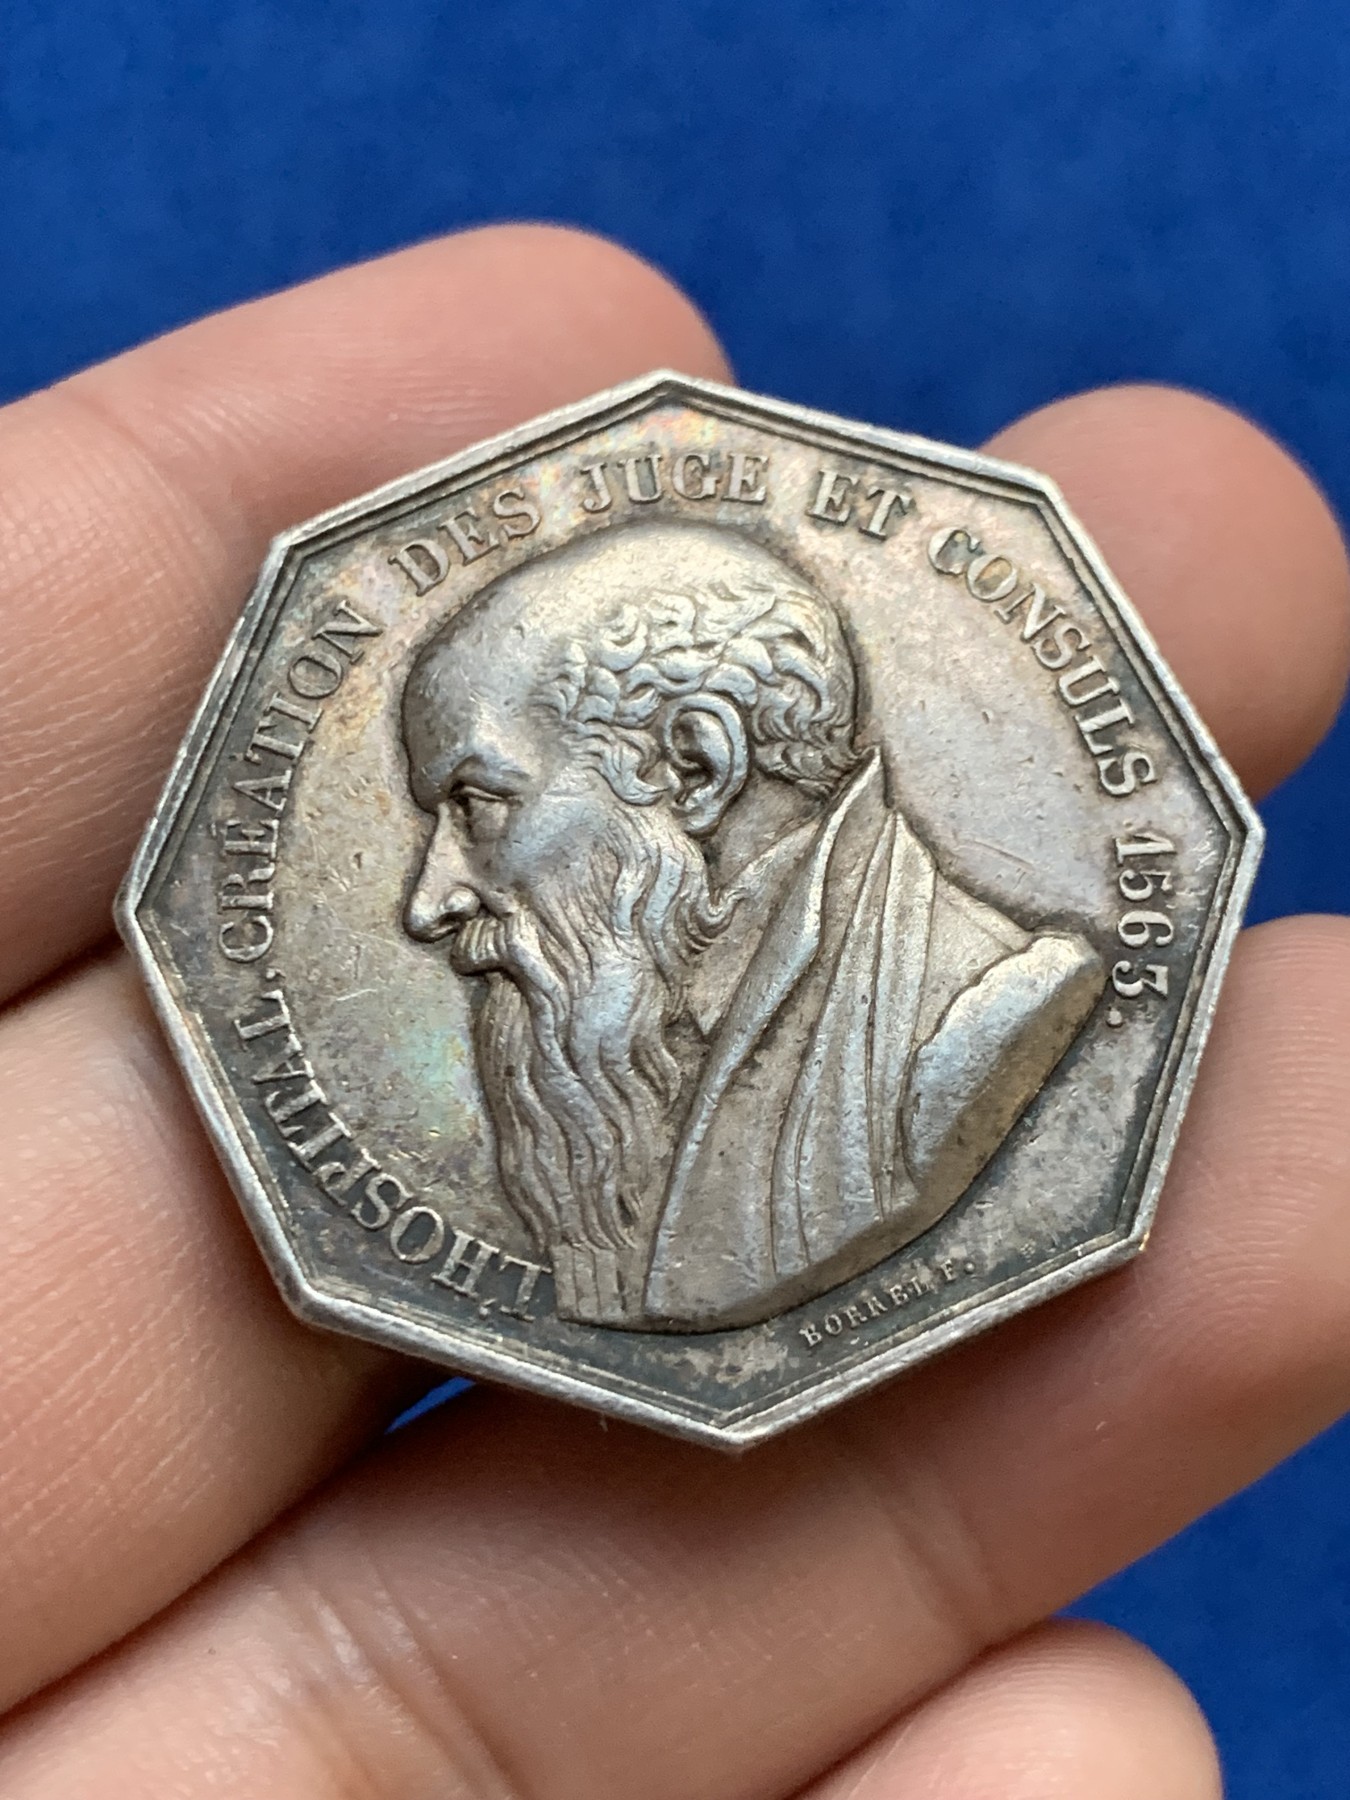 L'HOSPITAL. CRÉATION DES JUGE ET CONSULS 1563.
BORREL F.